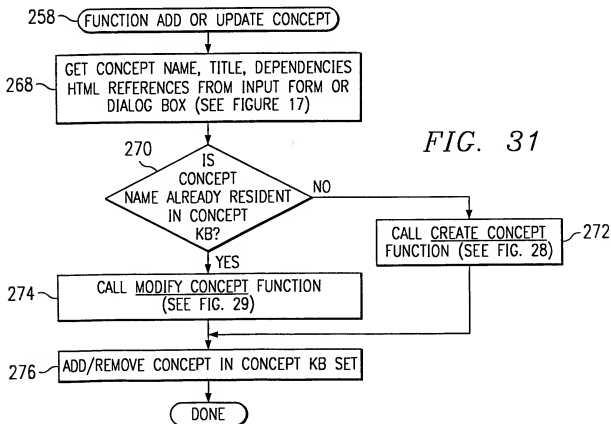 258
FUNCTION ADD OR UPDATE CONCEPT
268
GET CONCEPT NAME, TITLE, DEPENDENCIES
HTML REFERENCES FROM INPUT FORM OR
DIALOG BOX (SEE FIGURE 17)
FIG. 31
270
IS
CONCEPT
NAME ALREADY RESIDENT
IN CONCEPT
KB?
NO
YES
CALL CREATE CONCEPT
FUNCTION (SEE FIG. 28)
272
274
CALL MODIFY CONCEPT FUNCTION
(SEE FIG. 29)
276
ADD/REMOVE CONCEPT IN CONCEPT KB SET
DONE